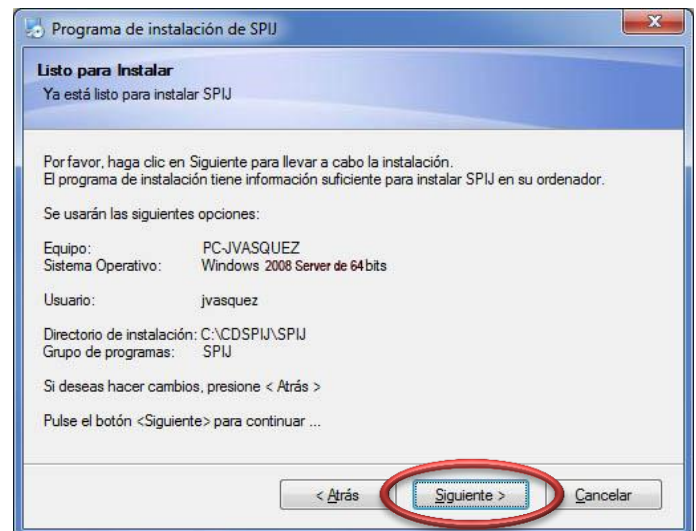 Programa de instalación de SPIJ
Listo para Instalar
Ya está listo para instalar SPIJ
Por favor, haga clic en Siguiente para llevar a cabo la instalación.
El programa de instalación tiene información suficiente para instalar SPIJ en su ordenador.
Se usarán las siguientes opciones:
Equipo: PC-JVASQUEZ
Sistema Operativo: Windows 2008 Server de 64 bits
Usuario: jvasquez
Directorio de instalación: C:\CDSPIJ\SPIJ
Grupo de programas: SPIJ
Si deseas hacer cambios, presione < Atrás >
Pulse el botón <Siguiente> para continuar ...
< Atrás Siguiente > Cancelar